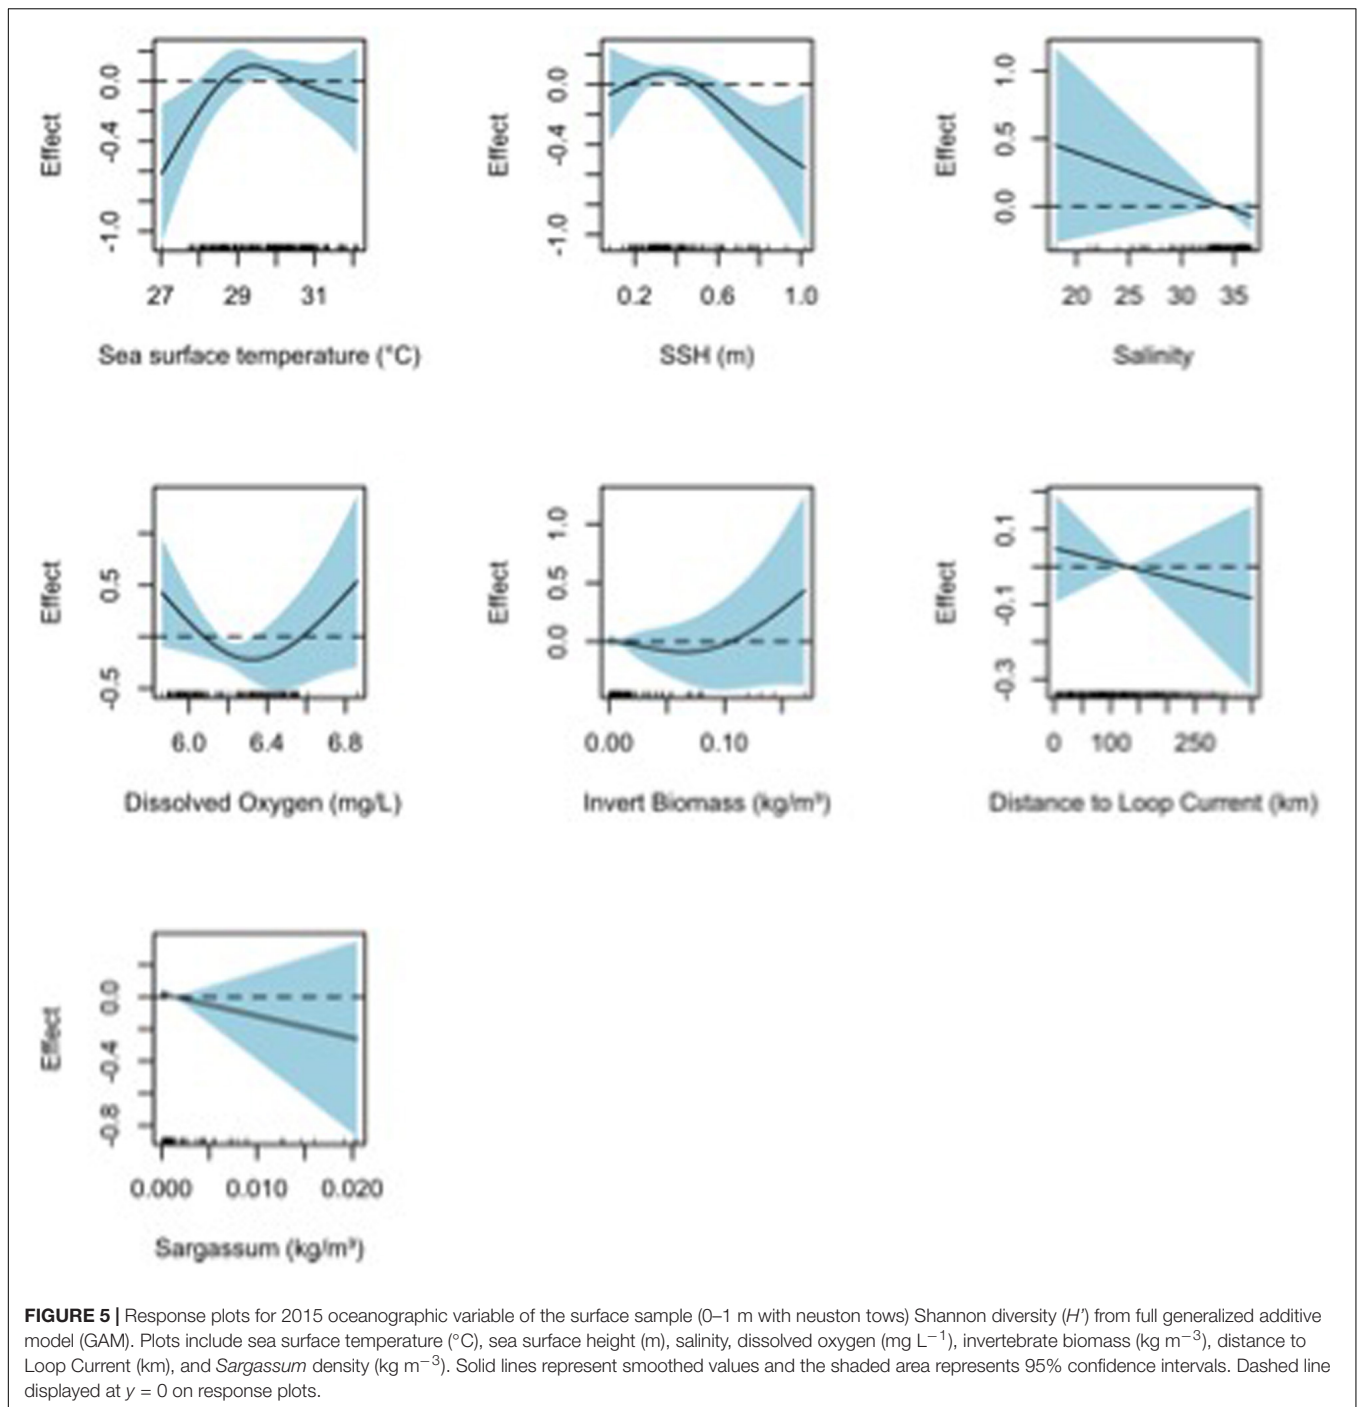 Effect
-1.0 -0.4 0.0
27 29 31
Sea surface temperature (°C)
Effect
-1.0 -0.4 0.0
0.2 0.6 1.0
SSH (m)
Effect
0.0 0.5 1.0
20 25 30 35
Salinity
Effect
-0.5 0.5
6.0 6.4 6.8
Dissolved Oxygen (mg/L)
Effect
0.0 0.5 1.0
0.00 0.10
Invert Biomass (kg/m³)
Effect
-0.3 -0.1 0.1
0 100 250
Distance to Loop Current (km)
Effect
-0.8 -0.4 0.0
0.000 0.010 0.020
Sargassum (kg/m³)
FIGURE 5 | Response plots for 2015 oceanographic variable of the surface sample (0–1 m with neuston tows) Shannon diversity (H’) from full generalized additive
model (GAM). Plots include sea surface temperature (°C), sea surface height (m), salinity, dissolved oxygen (mg L−1), invertebrate biomass (kg m−3), distance to
Loop Current (km), and Sargassum density (kg m−3). Solid lines represent smoothed values and the shaded area represents 95% confidence intervals. Dashed line
displayed at y = 0 on response plots.